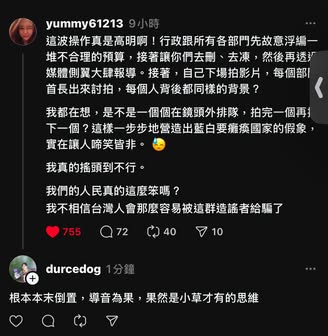 yummy61213 9小時
這波操作真是高明啊！行政跟所有各部門先故意浮編一
堆不合理的預算，接著讓你們去刪、去凍，然後再透過
媒體側翼大肆報導。接著，自己下場拍影片，每個部
首長出來討拍，每個人背後都同樣的背景？
我都在想，是不是一個個在鏡頭外排隊，拍完一個再
下一個？這樣一步步地營造出藍白要癱瘓國家的假象，
實在讓人啼笑皆非。
我真的搖頭到不行。
我們的人民真的這麼笨嗎？
我不相信台灣人會那麼容易被這群造謠者給騙了
755 72 40 10
durcedog 1分鐘
根本本末倒置，導音為果，果然是小草才有的思維